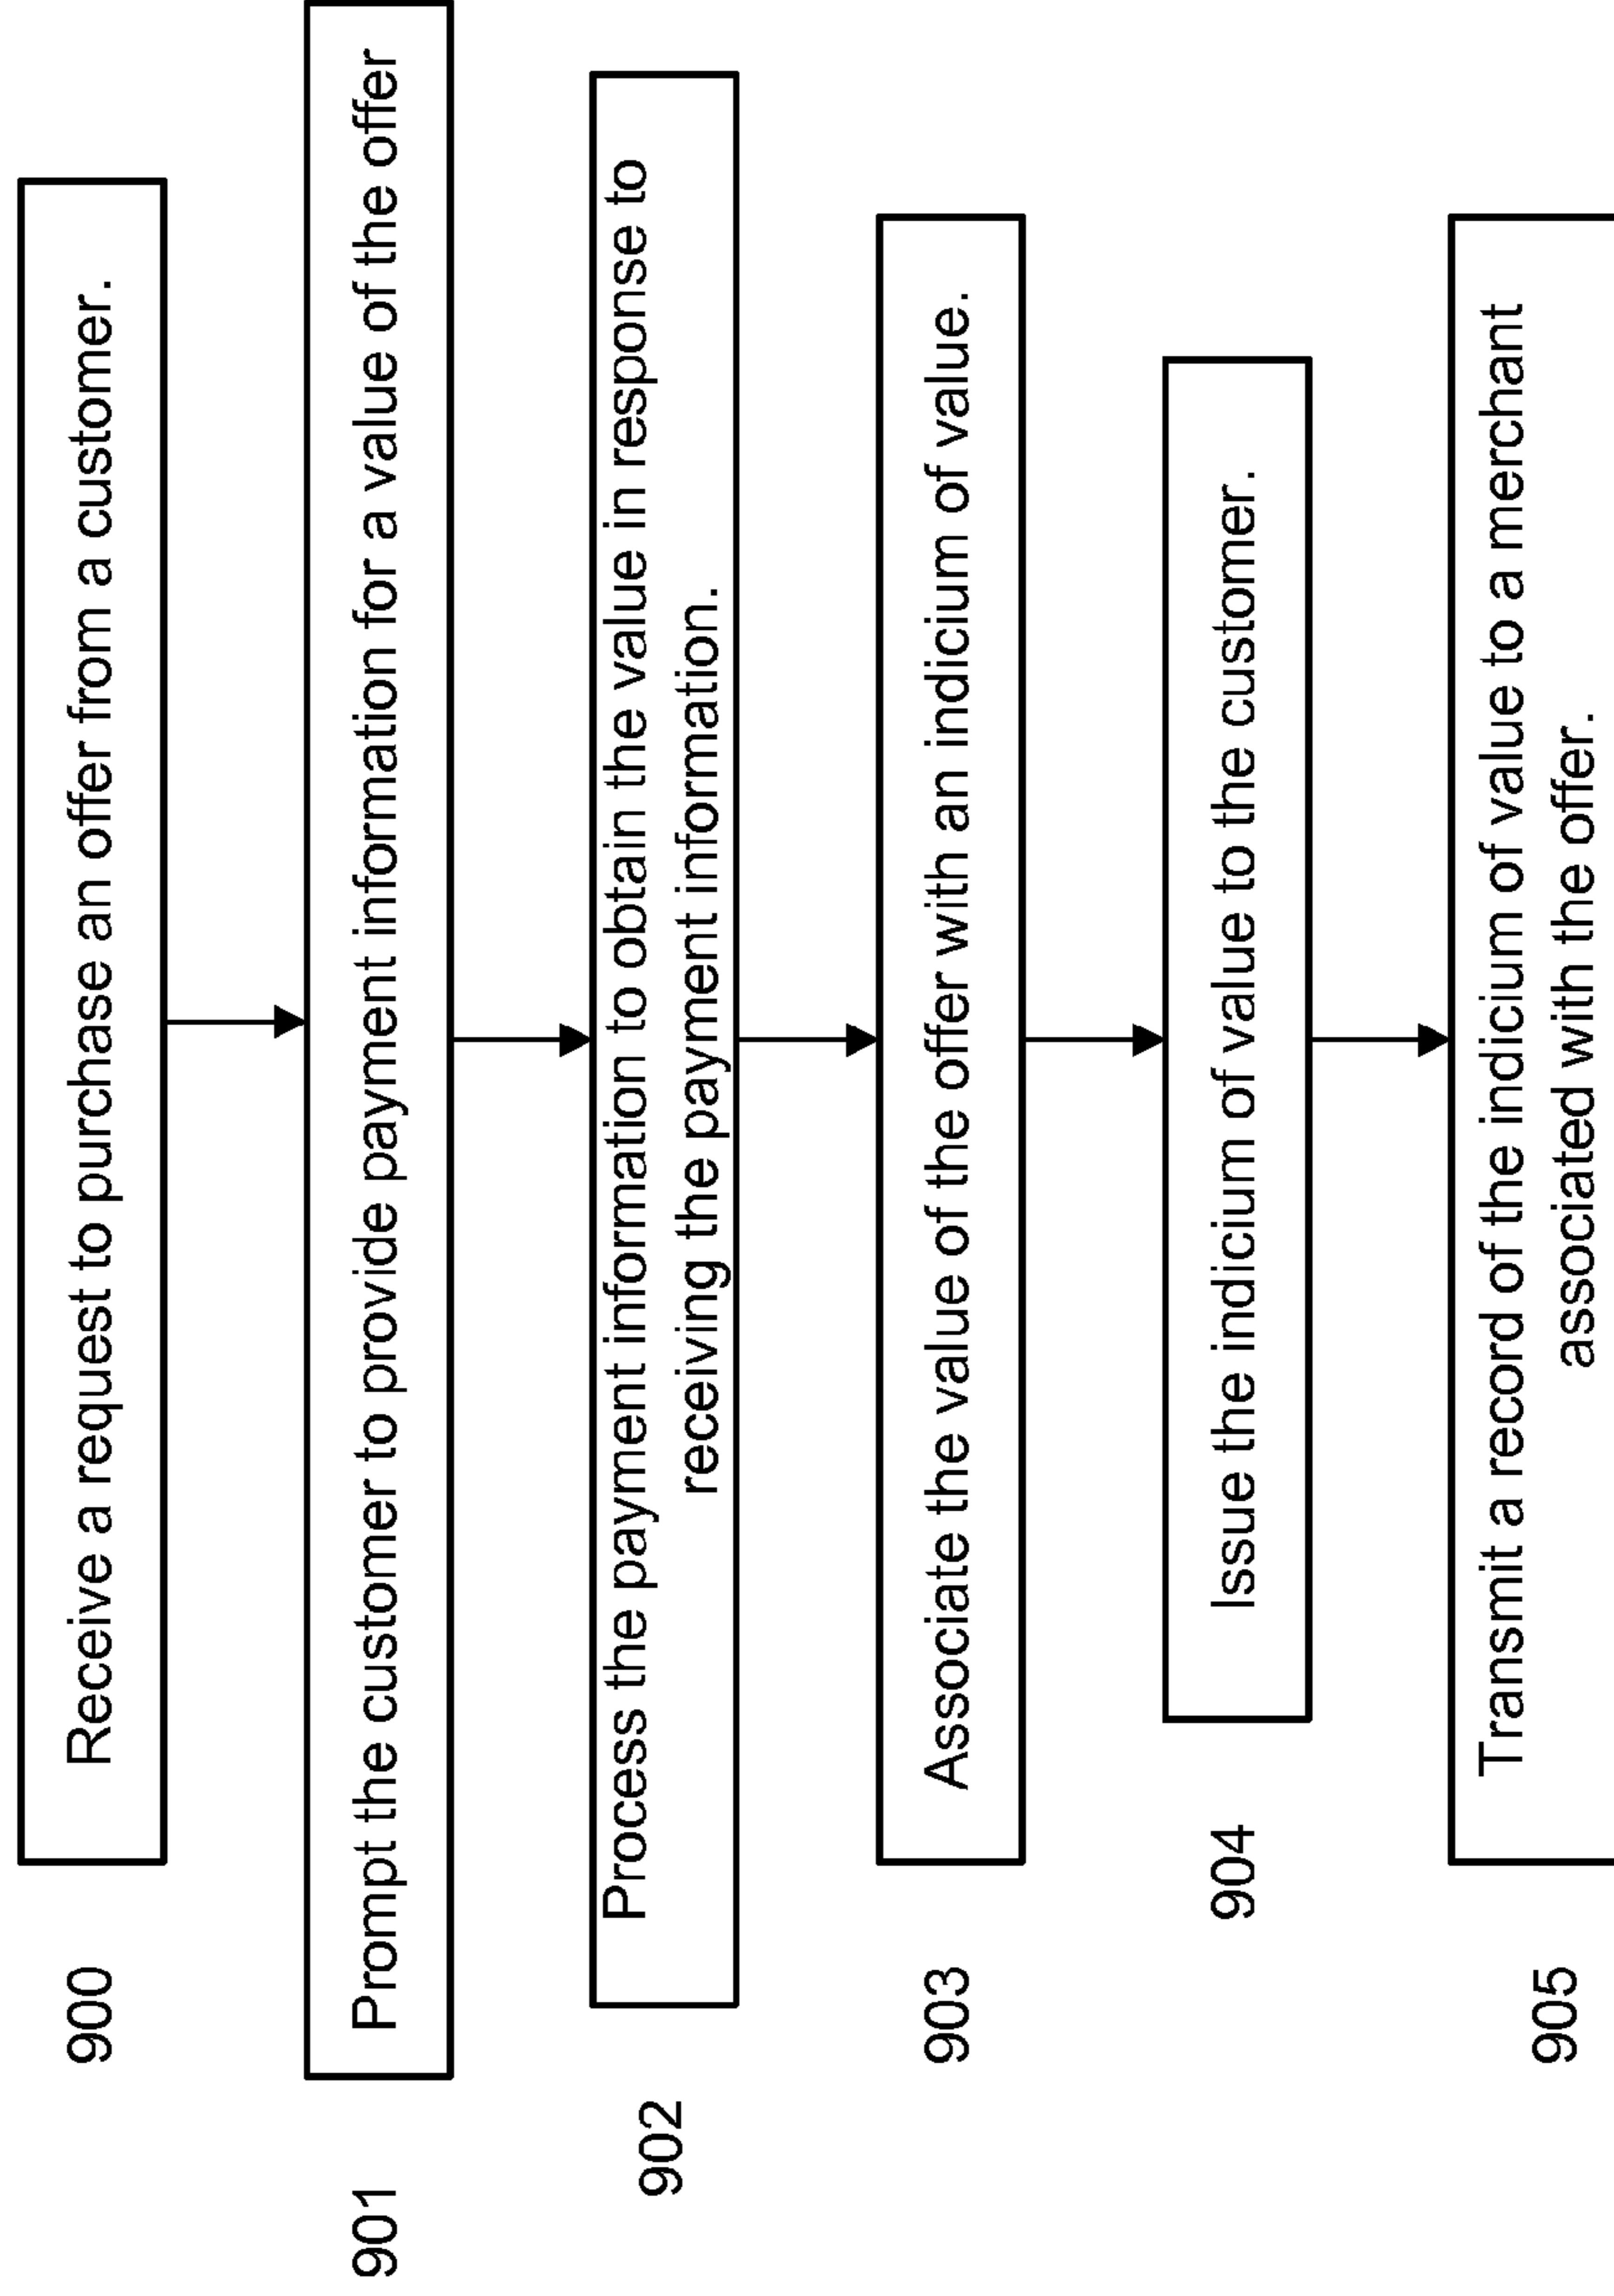 900
Receive a request to purchase an offer from a customer.
901
Prompt the customer to provide payment information for a value of the offer
902
Process the payment information to obtain the value in response to
receiving the payment information.
903
Associate the value of the offer with an indicium of value.
904
Issue the indicium of value to the customer.
905
Transmit a record of the indicium of value to a merchant
associated with the offer.